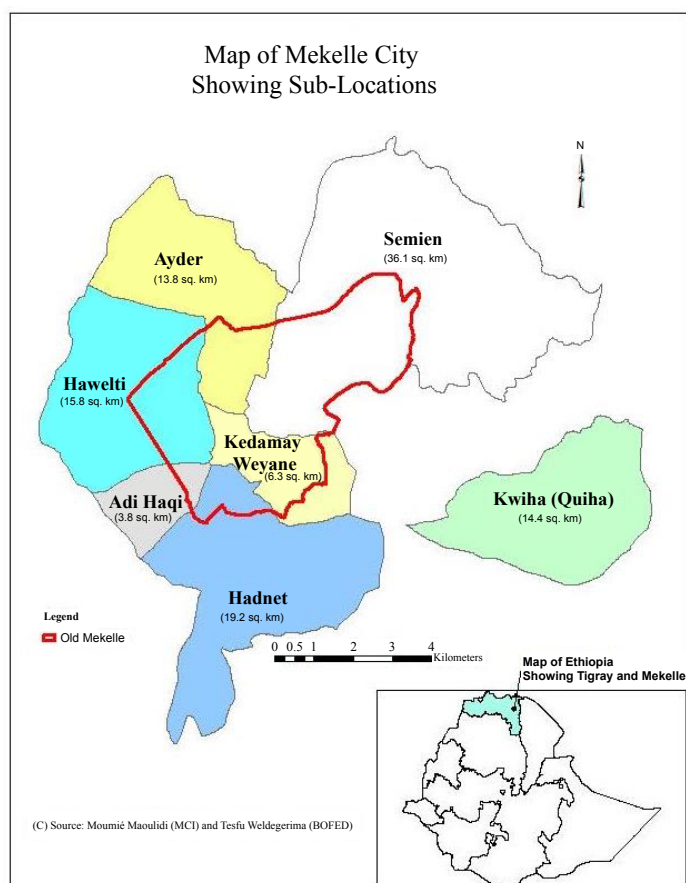 Map of Mekelle City
Showing Sub-Locations
N
Semien
(36.1 sq. km)
Ayder
(13.8 sq. km)
Hawelti
(15.8 sq. km)
Kedamay
Weyane
(6.3 sq. km)
Adi Haqi
(3.8 sq. km)
Kwiha (Quiha)
(14.4 sq. km)
Hadnet
(19.2 sq. km)
Legend
Old Mekelle
0 0.5 1 2 3 4
Kilometers
Map of Ethiopia
Showing Tigray and Mekelle
(C) Source: Moumié Maoulidi (MCI) and Tesfu Weldegerima (BOFED)